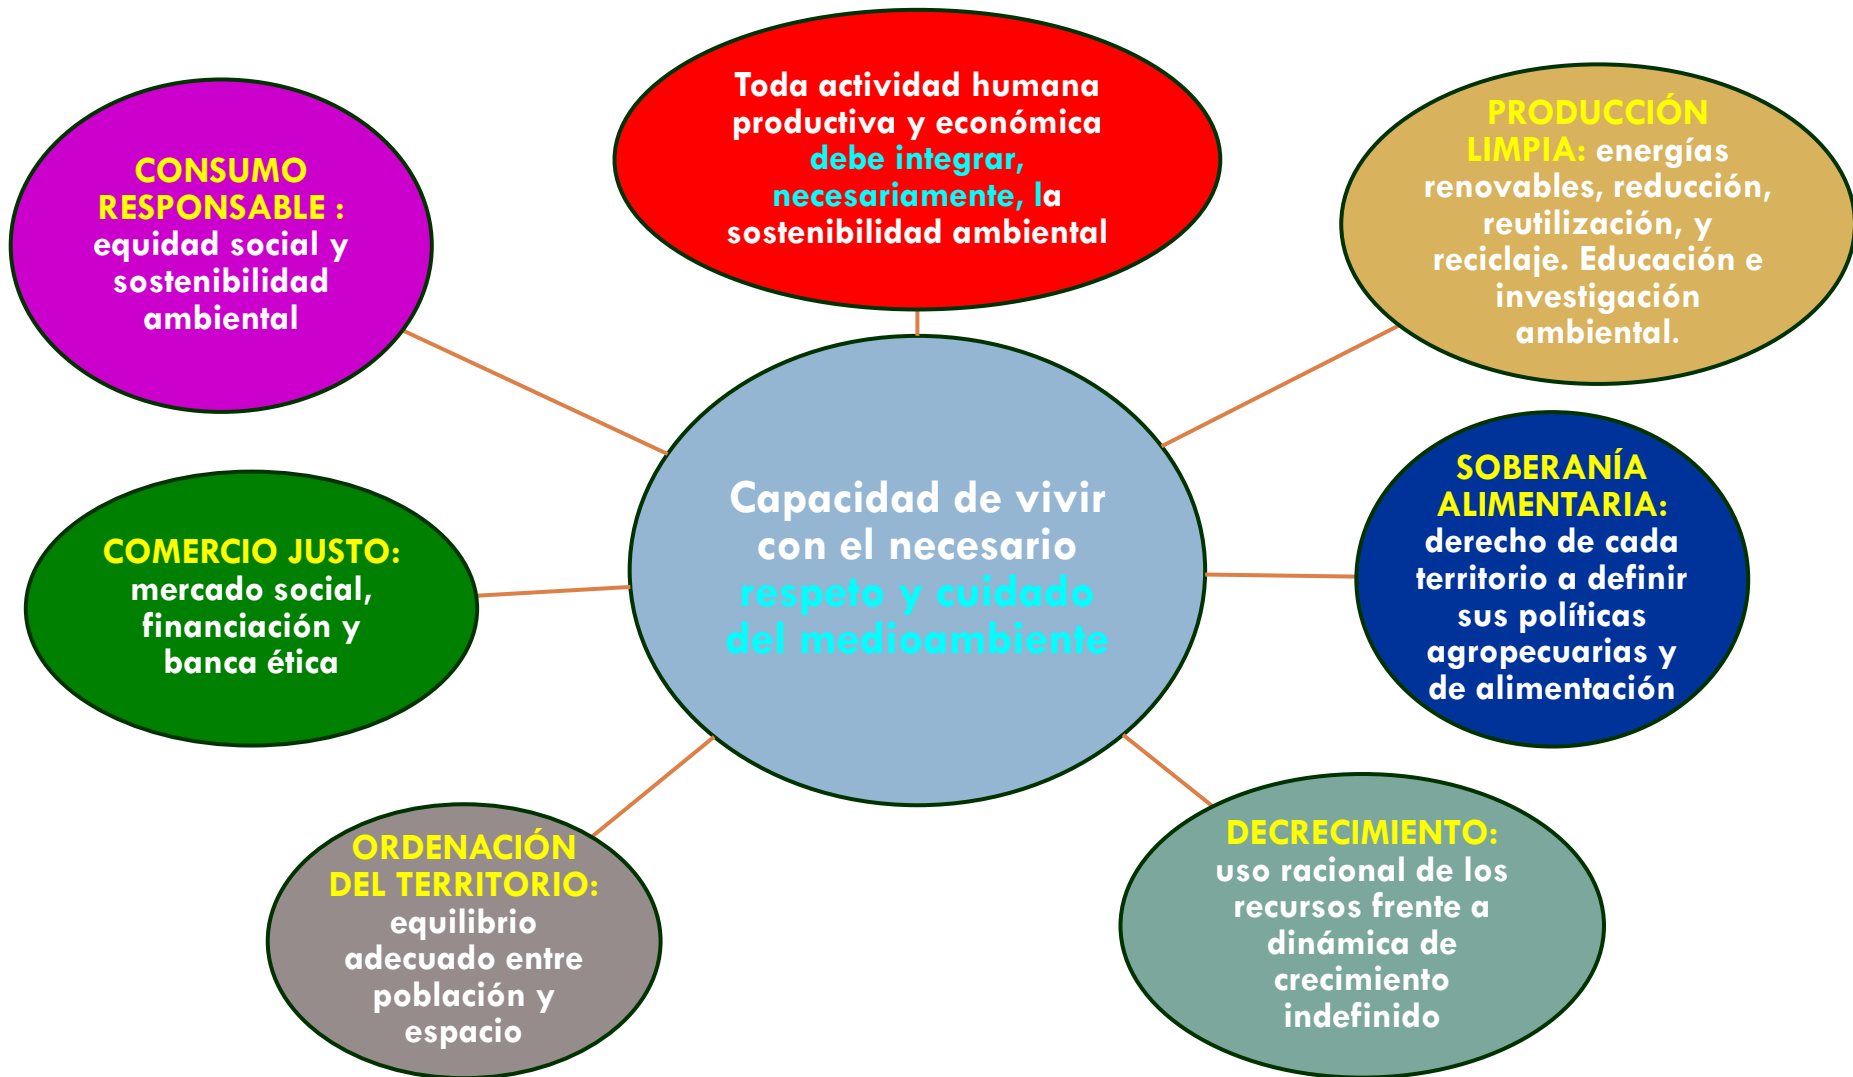 Toda actividad humana
productiva y económica
debe integrar,
necesariamente, la
sostenibilidad ambiental
CONSUMO
RESPONSABLE :
equidad social y
sostenibilidad
ambiental
PRODUCCIÓN
LIMPIA: energías
renovables, reducción,
reutilización, y
reciclaje. Educación e
investigación
ambiental.
Capacidad de vivir
con el necesario
respeto y cuidado
del medioambiente
COMERCIO JUSTO:
mercado social,
financiación y
banca ética
SOBERANÍA
ALIMENTARIA:
derecho de cada
territorio a definir
sus políticas
agropecuarias y
de alimentación
ORDENACIÓN
DEL TERRITORIO:
equilibrio
adecuado entre
población y
espacio
DECRECIMIENTO:
uso racional de los
recursos frente a
dinámica de
crecimiento
indefinido